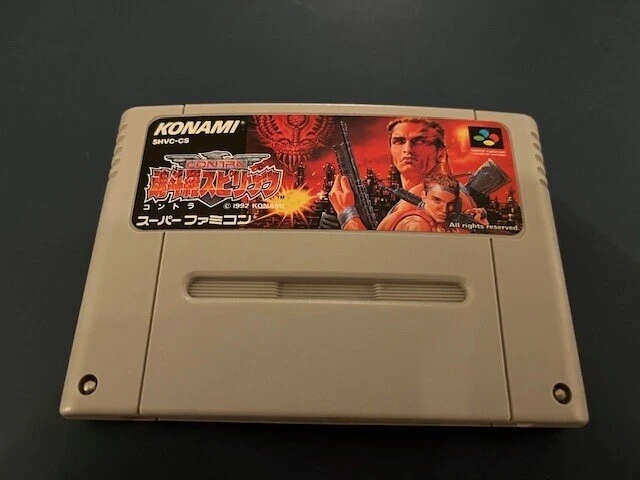 KONAMI®
SHVC-CS
CONTRA
魂斗羅スピリッツ
コントラ
© 1992 KONAMI
スーパーファミコン
All rights reserved.